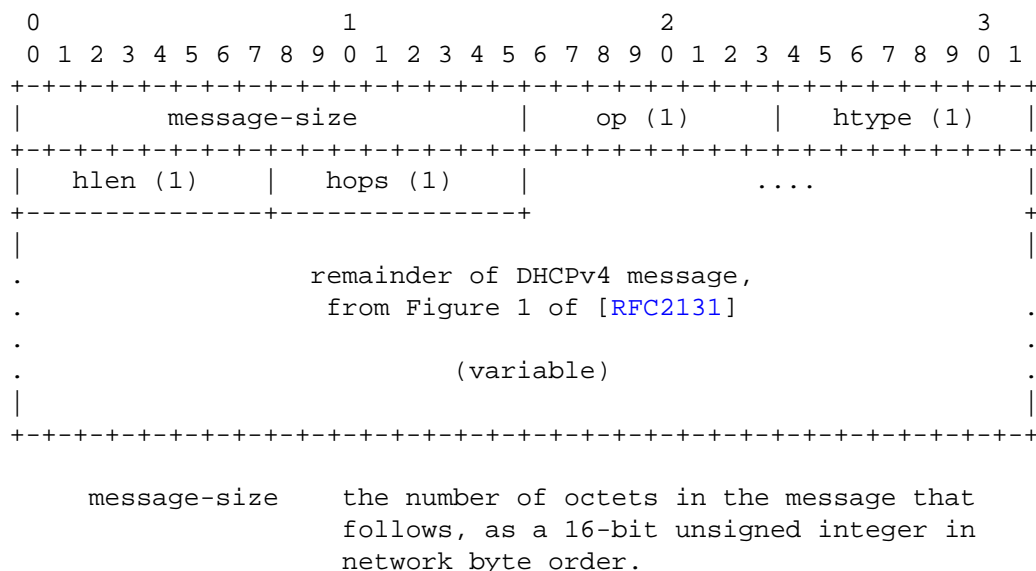 0                   1                   2                   3
0 1 2 3 4 5 6 7 8 9 0 1 2 3 4 5 6 7 8 9 0 1 2 3 4 5 6 7 8 9 0 1
+-+-+-+-+-+-+-+-+-+-+-+-+-+-+-+-+-+-+-+-+-+-+-+-+-+-+-+-+-+-+-+-+
|         message-size          |    op (1)     |   htype (1)   |
+-+-+-+-+-+-+-+-+-+-+-+-+-+-+-+-+-+-+-+-+-+-+-+-+-+-+-+-+-+-+-+-+
|   hlen (1)    |   hops (1)    |              ....             |
+---------------+---------------+                               +
|                                                               |
.                  remainder of DHCPv4 message,
.                   from Figure 1 of [RFC2131]                  .
.                                                               .
.                           (variable)                          .
|                                                               |
+-+-+-+-+-+-+-+-+-+-+-+-+-+-+-+-+-+-+-+-+-+-+-+-+-+-+-+-+-+-+-+-+
message-size    the number of octets in the message that
follows, as a 16-bit unsigned integer in
network byte order.